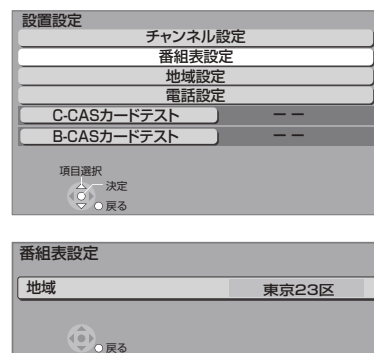 設置設定
チャンネル設定
番組表設定
地域設定
電話設定
C-CASカードテスト －－
B-CASカードテスト －－
項目選択
決定
戻る
番組表設定
地域 東京23区
戻る